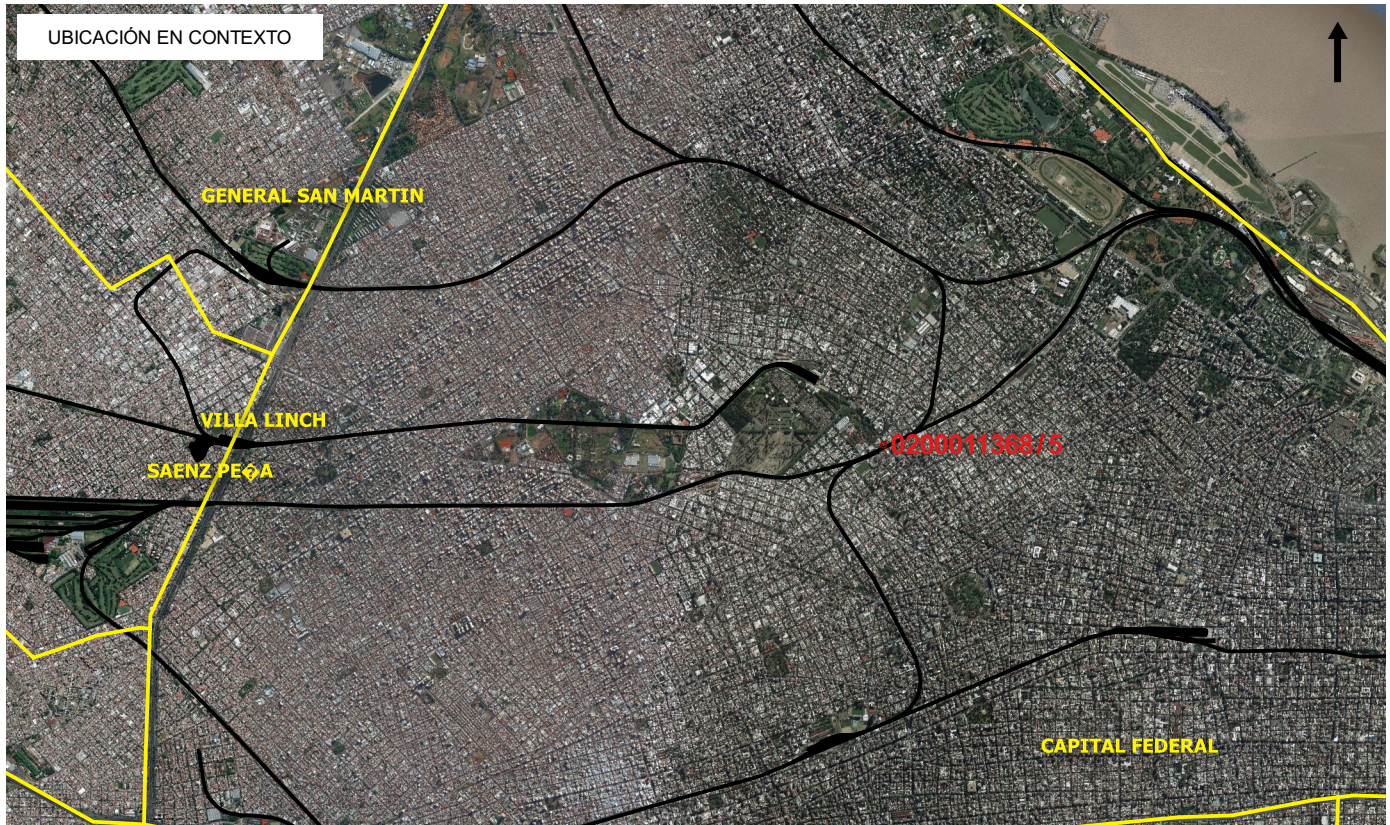 UBICACIÓN EN CONTEXTO
GENERAL SAN MARTIN
VILLA LINCH
SAENZ PE�A
-0200011368/5
CAPITAL FEDERAL